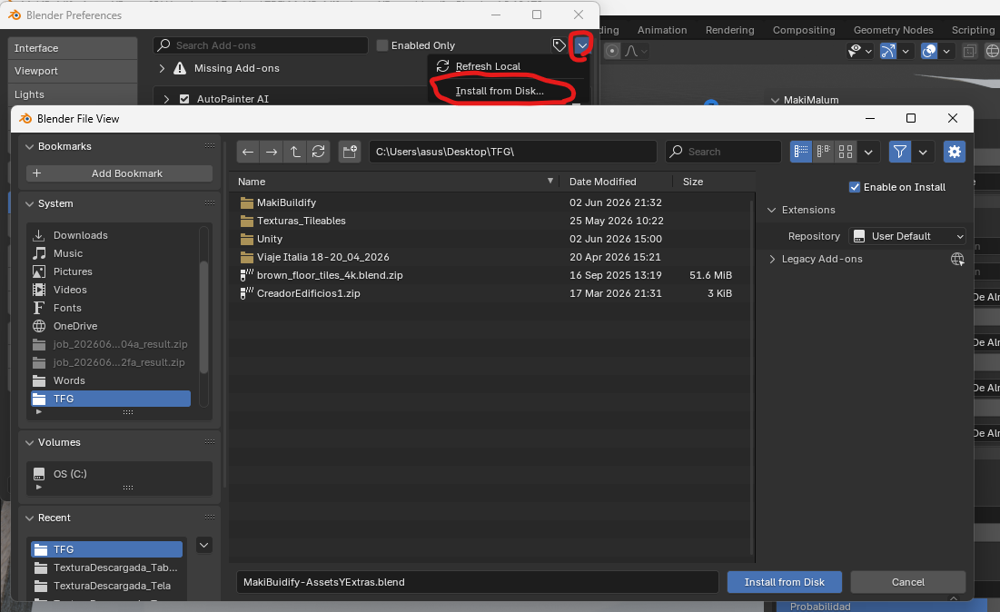 Blender Preferences
Interface
Viewport
Lights
Search Add-ons
Enabled Only
Missing Add-ons
AutoPainter AI
Refresh Local
Install from Disk...
Animation
Rendering
Compositing
Geometry Nodes
Scripting
MakiMalum
Blender File View
Bookmarks
Add Bookmark
System
Downloads
Music
Pictures
Videos
Fonts
OneDrive
job_202606...04a_result.zip
job_202606...2fa_result.zip
Words
TFG
Volumes
OS (C:)
Recent
TFG
TexturaDescargada_Tab...
TexturaDescargada_Tela
C:\Users\asus\Desktop\TFG\
Search
Name Date Modified Size
MakiBuildify 02 Jun 2026 21:32
Texturas_Tileables 25 May 2026 10:22
Unity 02 Jun 2026 15:00
Viaje Italia 18-20_04_2026 20 Apr 2026 15:21
brown_floor_tiles_4k.blend.zip 16 Sep 2025 13:19 51.6 MiB
CreadorEdificios1.zip 17 Mar 2026 21:31 3 KiB
Enable on Install
Extensions
Repository User Default
Legacy Add-ons
MakiBuidify-AssetsYExtras.blend
Install from Disk
Cancel
De Alr
De Alr
De Alr
De Alr
Probabilidad